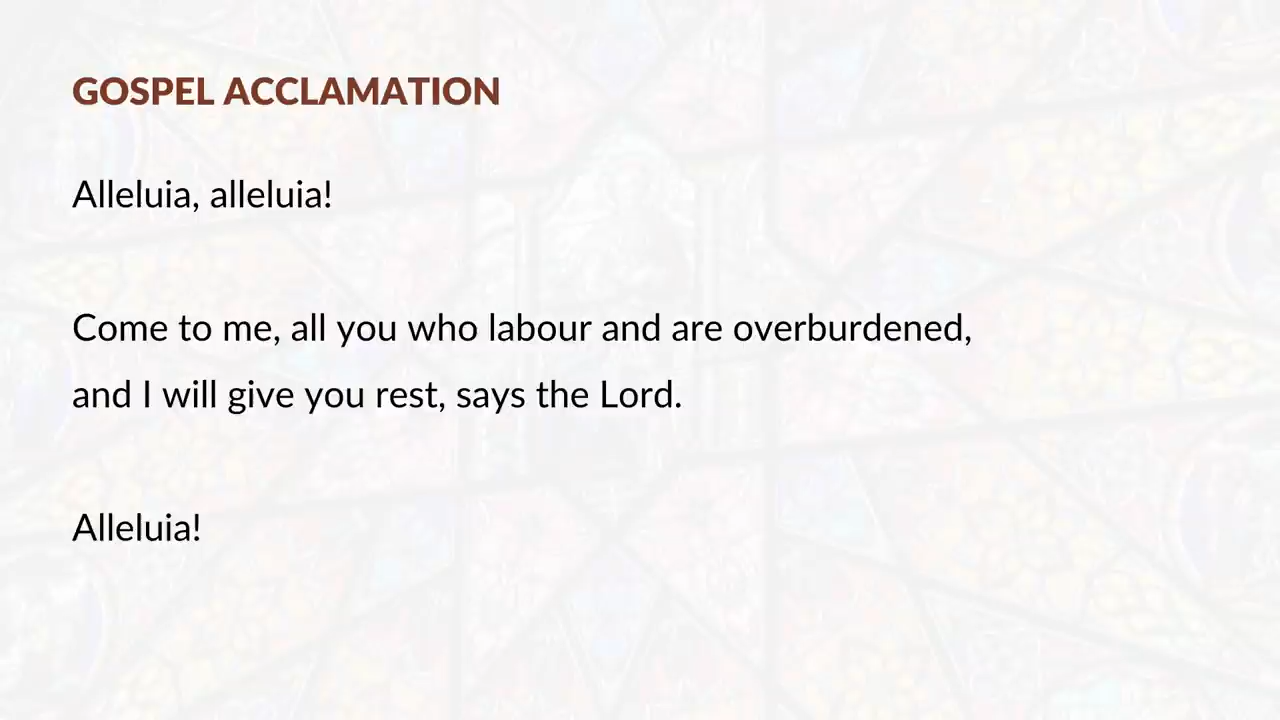 GOSPEL ACCLAMATION
Alleluia, alleluia!
Come to me, all you who labour and are overburdened,
and I will give you rest, says the Lord.
Alleluia!